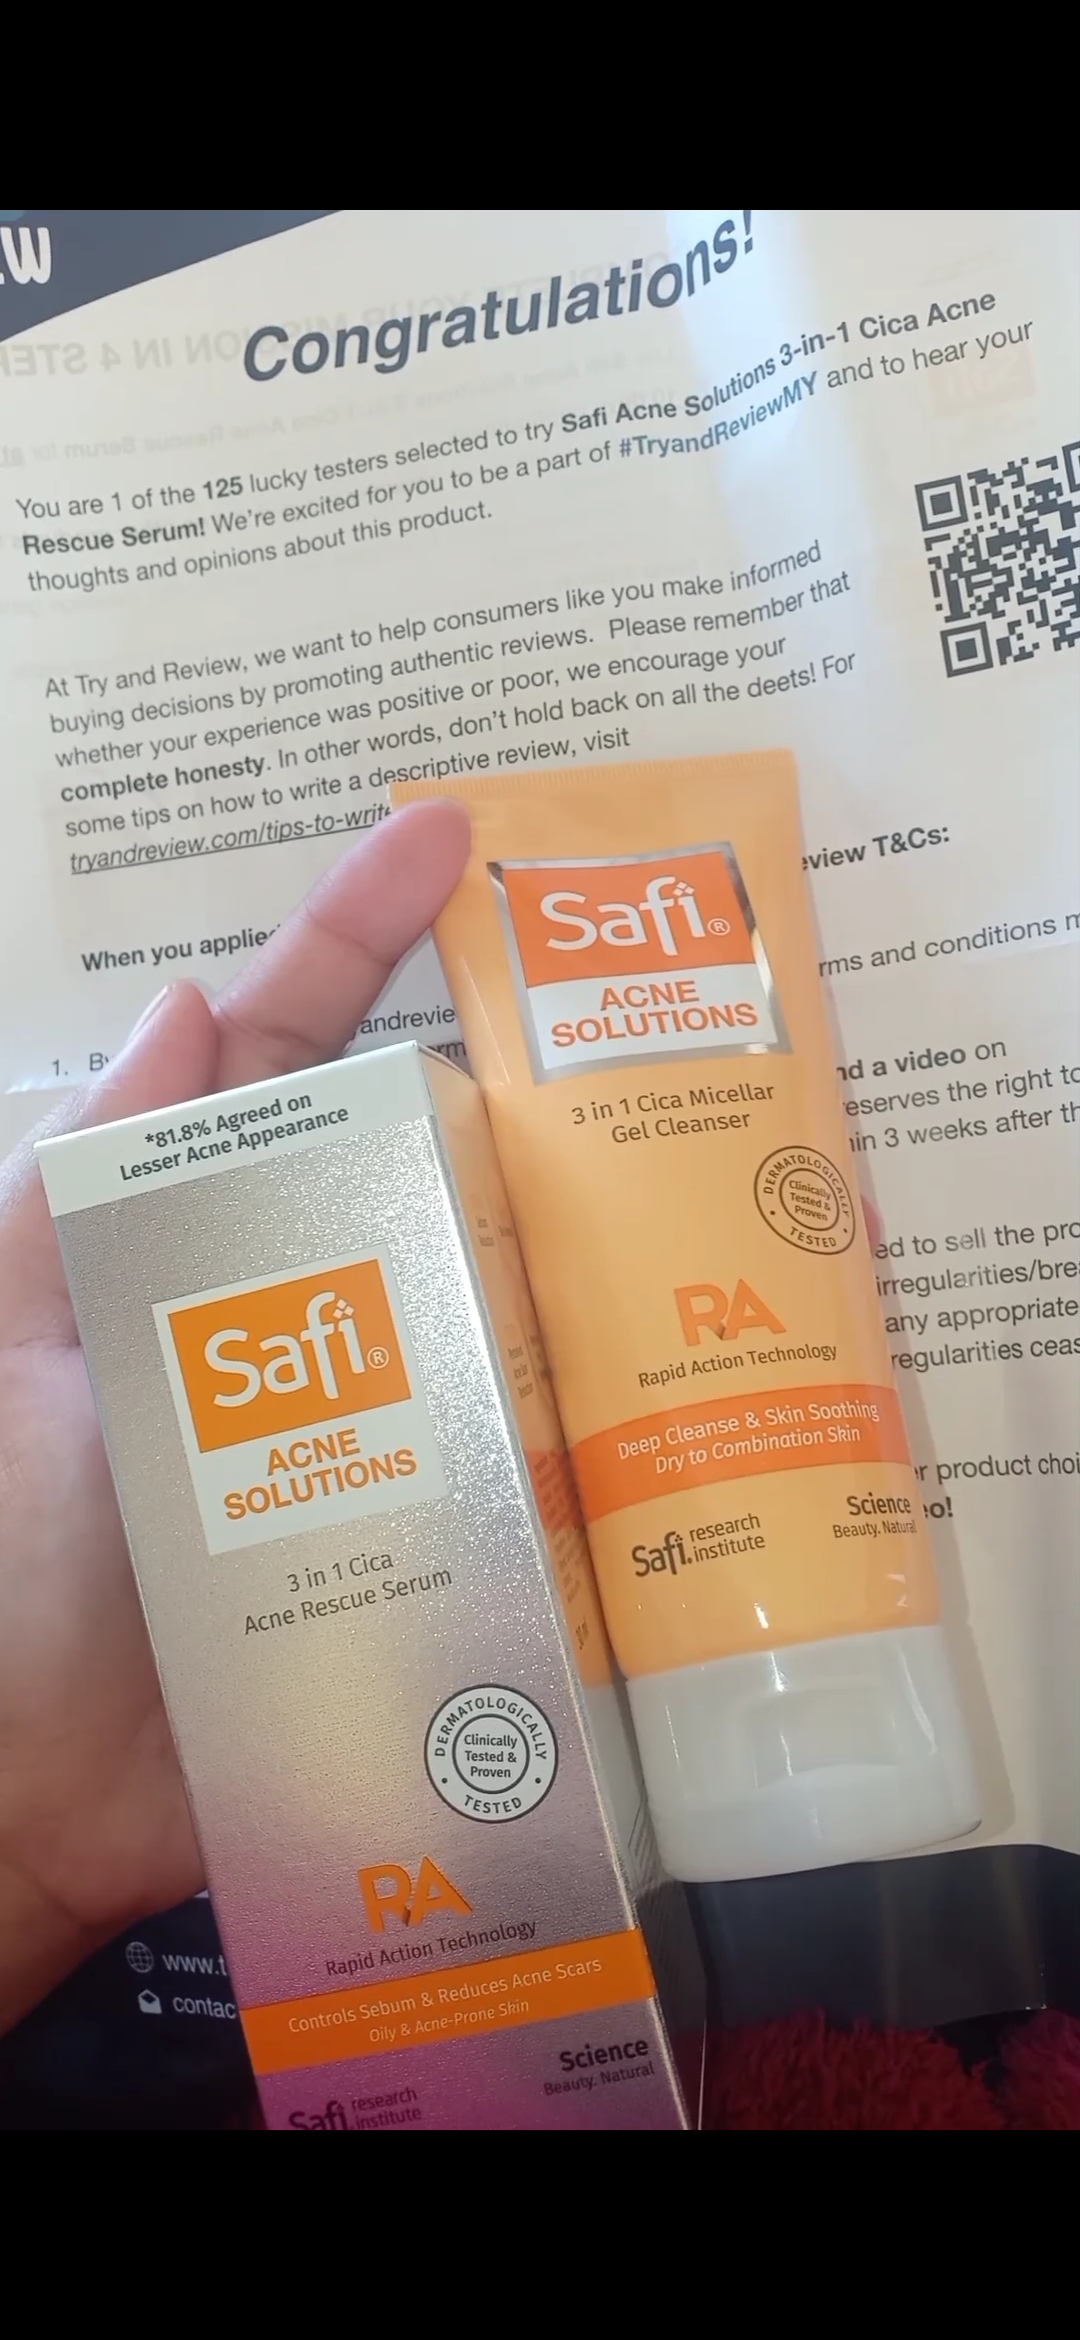 Congratulations!
You are 1 of the 125 lucky testers selected to try Safi Acne Solutions 3-in-1 Cica Acne
Rescue Serum! We're excited for you to be a part of #TryandReviewMY and to hear your
thoughts and opinions about this product.
At Try and Review, we want to help consumers like you make informed
buying decisions by promoting authentic reviews. Please remember that
whether your experience was positive or poor, we encourage your
complete honesty. In other words, don't hold back on all the deets! For
some tips on how to write a descriptive review, visit
tryandreview.com/tips-to-write
When you applie
eview T&Cs:
1. By
andrevie
rms and conditions m
nd a video on
eserves the right to
in 3 weeks after th
ed to sell the pro
irregularities/bre
any appropriate
regularities ceas
r product choi
eo!
www.t
contac
Safi®
ACNE
SOLUTIONS
3 in 1 Cica Micellar
Gel Cleanser
DERMATOLOGICALLY
Clinically
Tested &
Proven
TESTED
RA
Rapid Action Technology
Deep Cleanse & Skin Soothing
Dry to Combination Skin
Safi. research
institute
Science
Beauty. Natural
*81.8% Agreed on
Lesser Acne Appearance
Safi®
ACNE
SOLUTIONS
3 in 1 Cica
Acne Rescue Serum
DERMATOLOGICALLY
Clinically
Tested &
Proven
TESTED
RA
Rapid Action Technology
Controls Sebum & Reduces Acne Scars
Oily & Acne-Prone Skin
Science
Beauty. Natural
Safi. research
institute